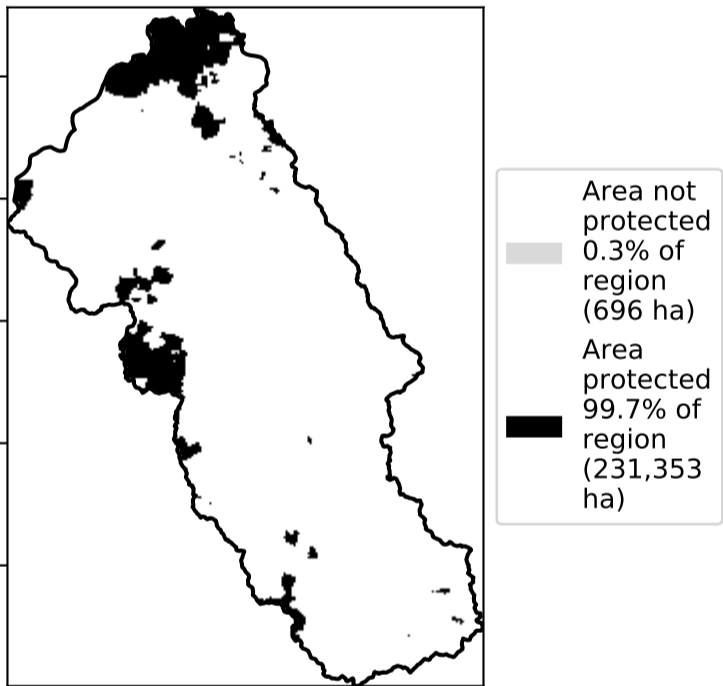 Area not
protected
0.3% of
region
(696 ha)
Area
protected
99.7% of
region
(231,353
ha)